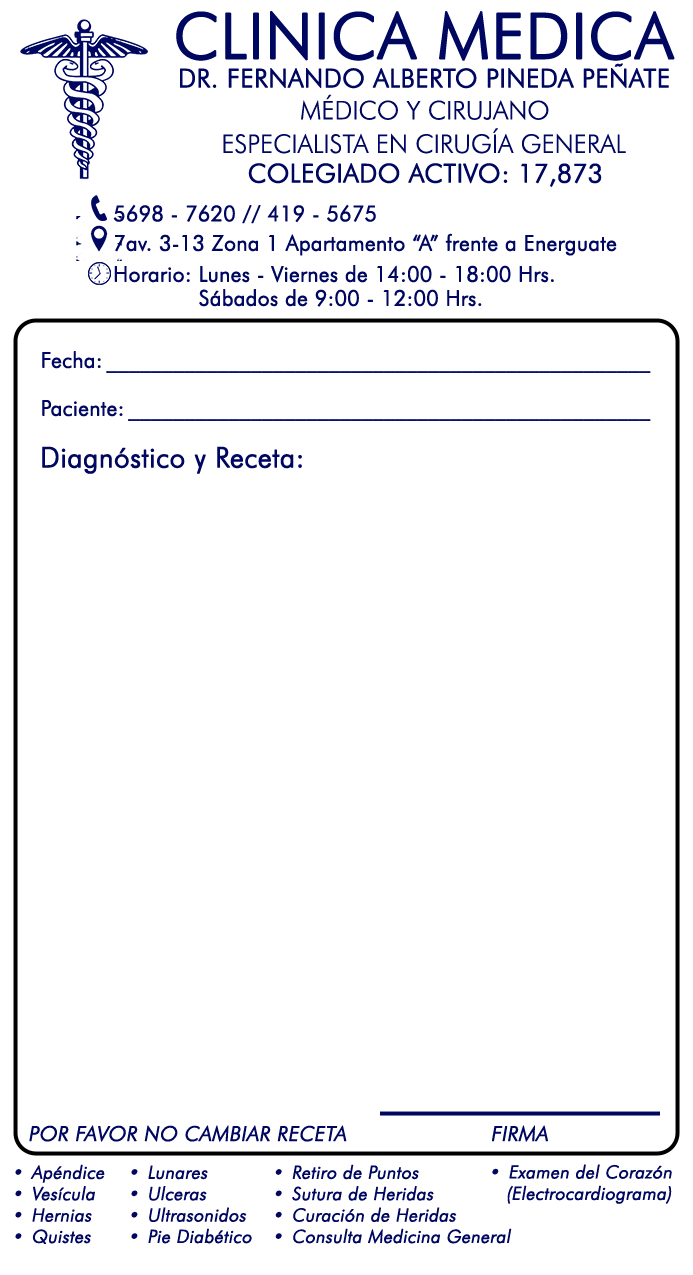 CLINICA MEDICA
DR. FERNANDO ALBERTO PINEDA PEÑATE
MÉDICO Y CIRUJANO
ESPECIALISTA EN CIRUGÍA GENERAL
COLEGIADO ACTIVO: 17,873
5698 - 7620 // 419 - 5675
7av. 3-13 Zona 1 Apartamento “A” frente a Energuate
Horario: Lunes - Viernes de 14:00 - 18:00 Hrs.
Sábados de 9:00 - 12:00 Hrs.
Fecha:
Paciente:
Diagnóstico y Receta:
POR FAVOR NO CAMBIAR RECETA FIRMA
• Apéndice • Lunares • Retiro de Puntos • Examen del Corazón
• Vesícula • Ulceras • Sutura de Heridas (Electrocardiograma)
• Hernias • Ultrasonidos • Curación de Heridas
• Quistes • Pie Diabético • Consulta Medicina General